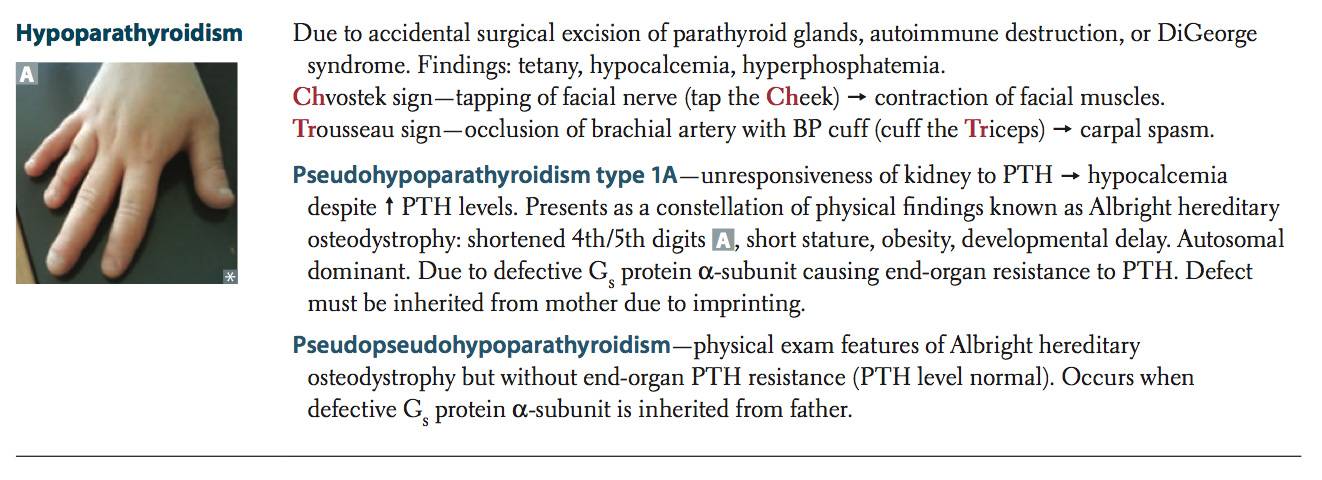 Hypoparathyroidism
A
*
Due to accidental surgical excision of parathyroid glands, autoimmune destruction, or DiGeorge
syndrome. Findings: tetany, hypocalcemia, hyperphosphatemia.
Chvostek sign—tapping of facial nerve (tap the Cheek) → contraction of facial muscles.
Trousseau sign—occlusion of brachial artery with BP cuff (cuff the Triceps) → carpal spasm.
Pseudohypoparathyroidism type 1A—unresponsiveness of kidney to PTH → hypocalcemia
despite ↑ PTH levels. Presents as a constellation of physical findings known as Albright hereditary
osteodystrophy: shortened 4th/5th digits A, short stature, obesity, developmental delay. Autosomal
dominant. Due to defective Gs protein α-subunit causing end-organ resistance to PTH. Defect
must be inherited from mother due to imprinting.
Pseudopseudohypoparathyroidism—physical exam features of Albright hereditary
osteodystrophy but without end-organ PTH resistance (PTH level normal). Occurs when
defective Gs protein α-subunit is inherited from father.